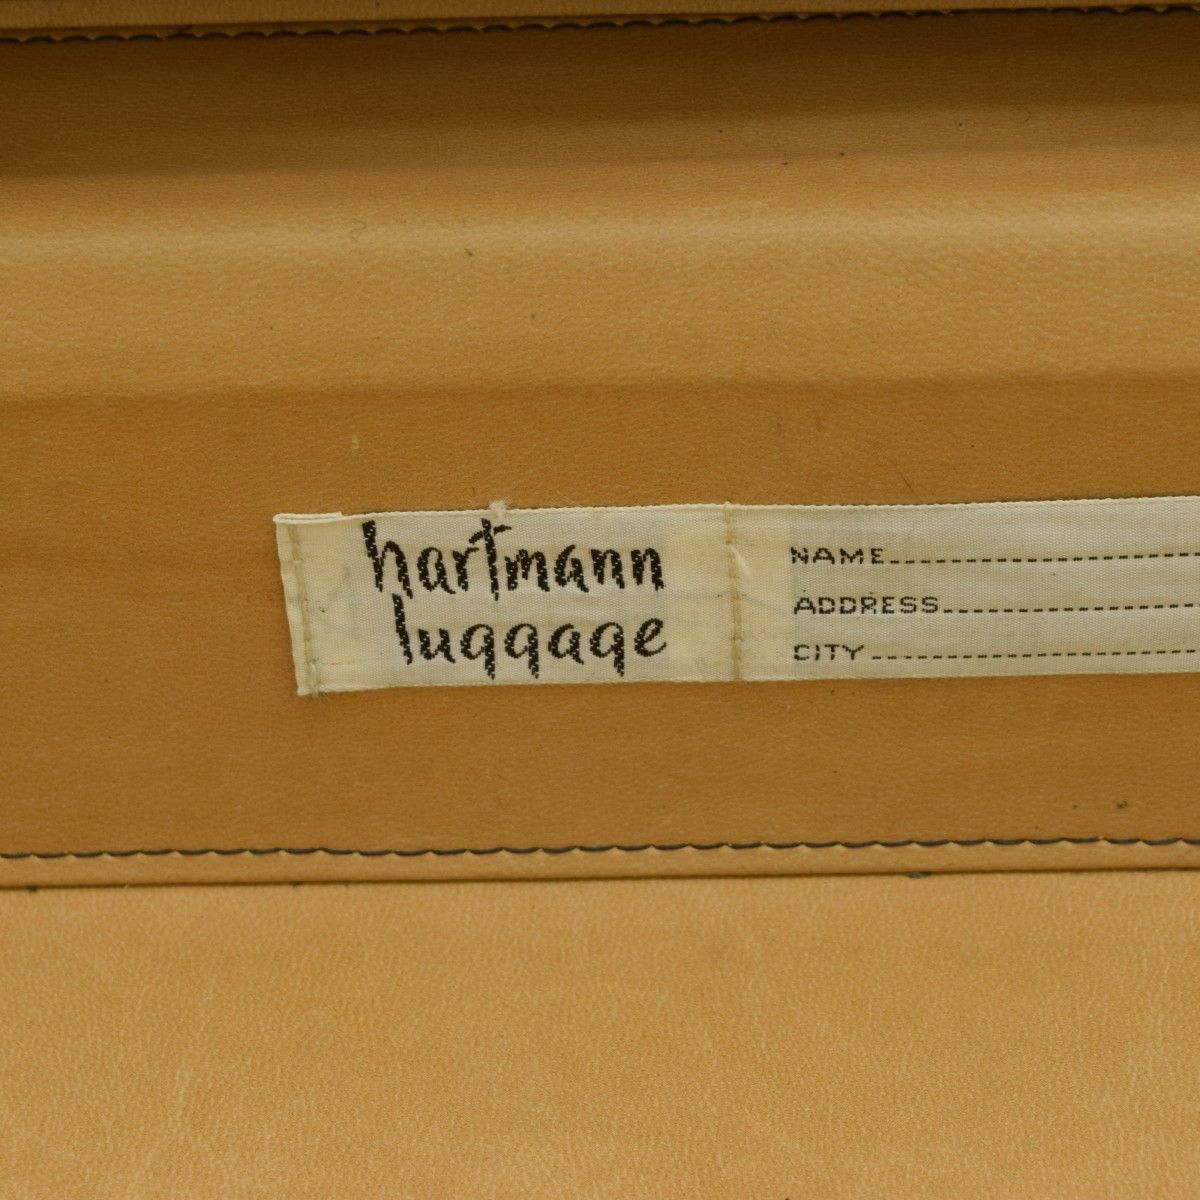 hartmann
luggage
NAME
ADDRESS
CITY